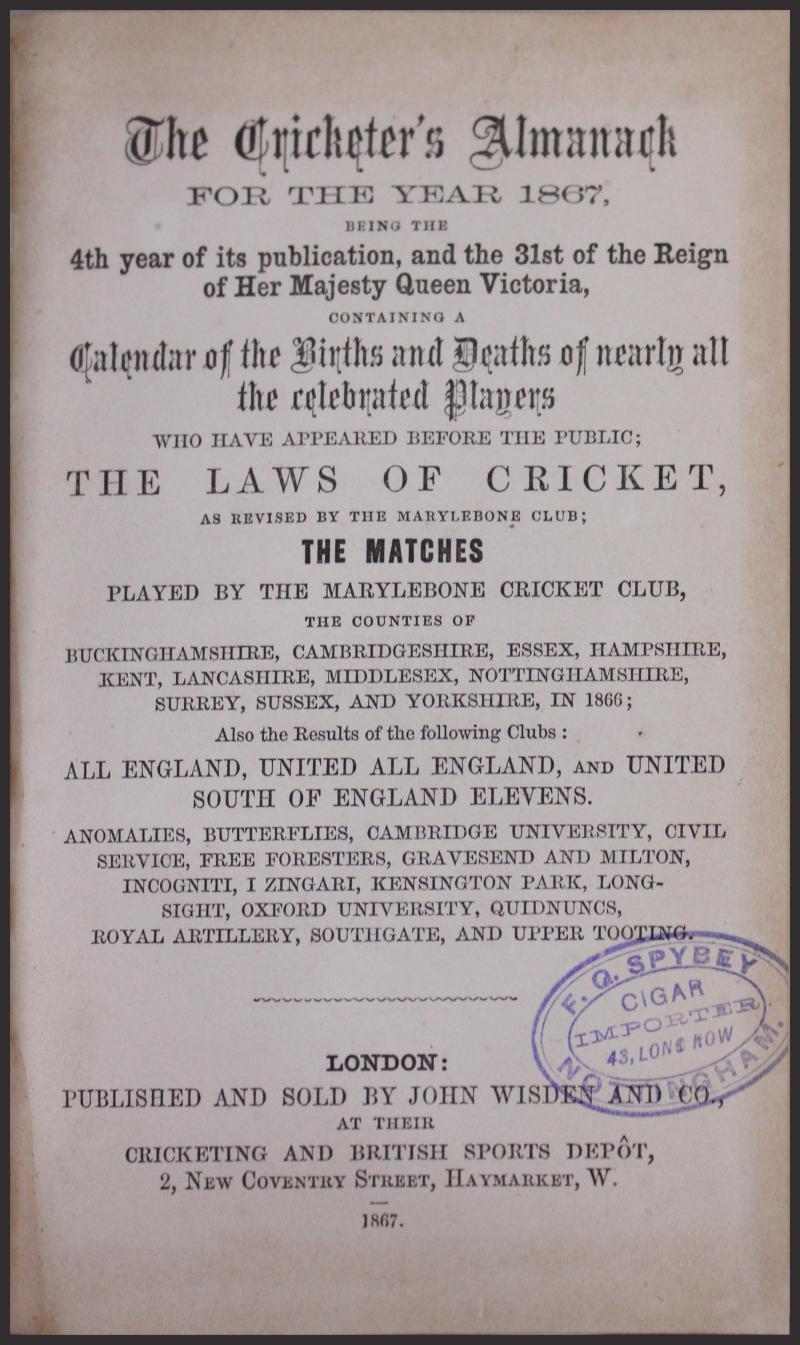 The Cricketer's Almanack
FOR THE YEAR 1867,
BEING THE
4th year of its publication, and the 31st of the Reign
of Her Majesty Queen Victoria,
CONTAINING A
Calendar of the Births and Deaths of nearly all
the celebrated Players
WHO HAVE APPEARED BEFORE THE PUBLIC;
THE LAWS OF CRICKET,
AS REVISED BY THE MARYLEBONE CLUB;
THE MATCHES
PLAYED BY THE MARYLEBONE CRICKET CLUB,
THE COUNTIES OF
BUCKINGHAMSHIRE, CAMBRIDGESHIRE, ESSEX, HAMPSHIRE,
KENT, LANCASHIRE, MIDDLESEX, NOTTINGHAMSHIRE,
SURREY, SUSSEX, AND YORKSHIRE, IN 1866;
Also the Results of the following Clubs :
ALL ENGLAND, UNITED ALL ENGLAND, AND UNITED
SOUTH OF ENGLAND ELEVENS.
ANOMALIES, BUTTERFLIES, CAMBRIDGE UNIVERSITY, CIVIL
SERVICE, FREE FORESTERS, GRAVESEND AND MILTON,
INCOGNITI, I ZINGARI, KENSINGTON PARK, LONG-
SIGHT, OXFORD UNIVERSITY, QUIDNUNCS,
ROYAL ARTILLERY, SOUTHGATE, AND UPPER TOOTING.
F. Q. SPYBEY
CIGAR
IMPORTER
43, LONG ROW
NOTTINGHAM.
LONDON:
PUBLISHED AND SOLD BY JOHN WISDEN AND CO.,
AT THEIR
CRICKETING AND BRITISH SPORTS DEPÔT,
2, NEW COVENTRY STREET, HAYMARKET, W.
1867.